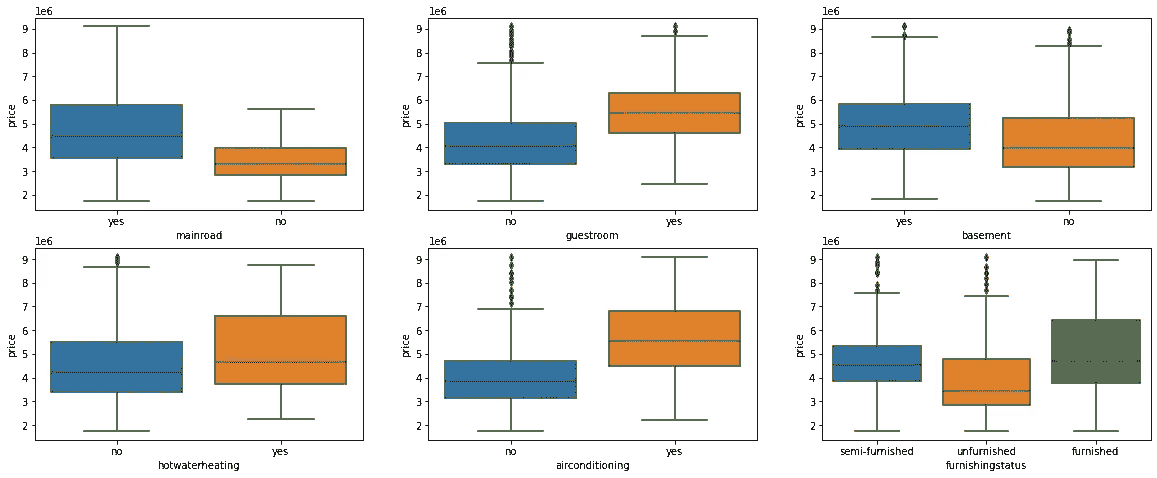 1e6
9
8
7
6
5
4
3
2
price
yes no
mainroad
1e6
9
8
7
6
5
4
3
2
price
no yes
guestroom
1e6
9
8
7
6
5
4
3
2
price
yes no
basement
1e6
9
8
7
6
5
4
3
2
price
no yes
hotwaterheating
1e6
9
8
7
6
5
4
3
2
price
no yes
airconditioning
1e6
9
8
7
6
5
4
3
2
price
semi-furnished unfurnished furnished
furnishingstatus